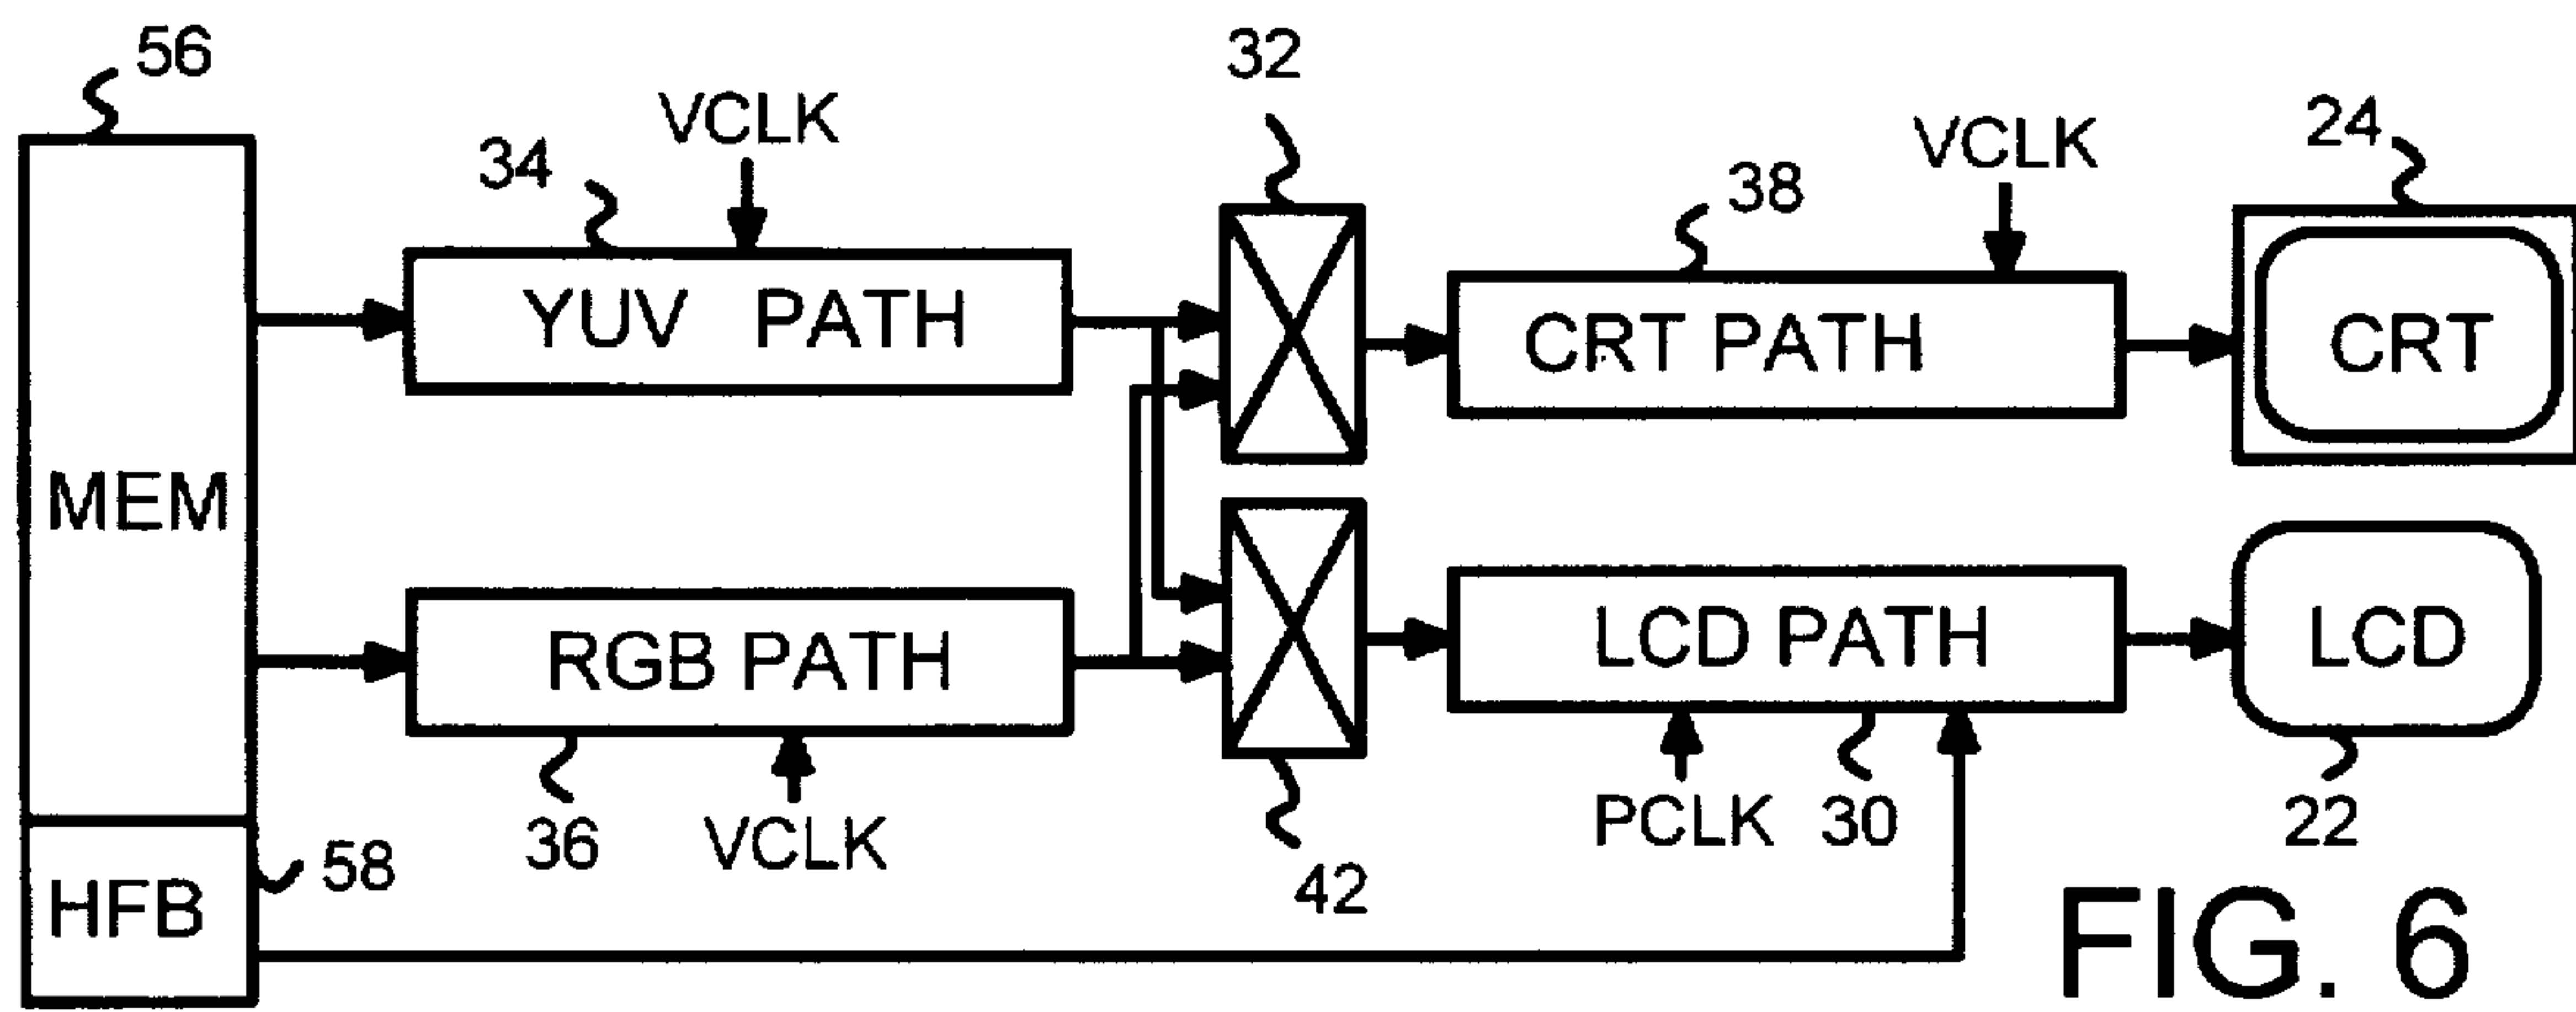 56
32
VCLK
24
VCLK
34
38
YUV PATH
CRT PATH
CRT
MEM
RGB PATH
LCD PATH
LCD
PCLK
30
22
36
VCLK
58
42
HFB
FIG. 6